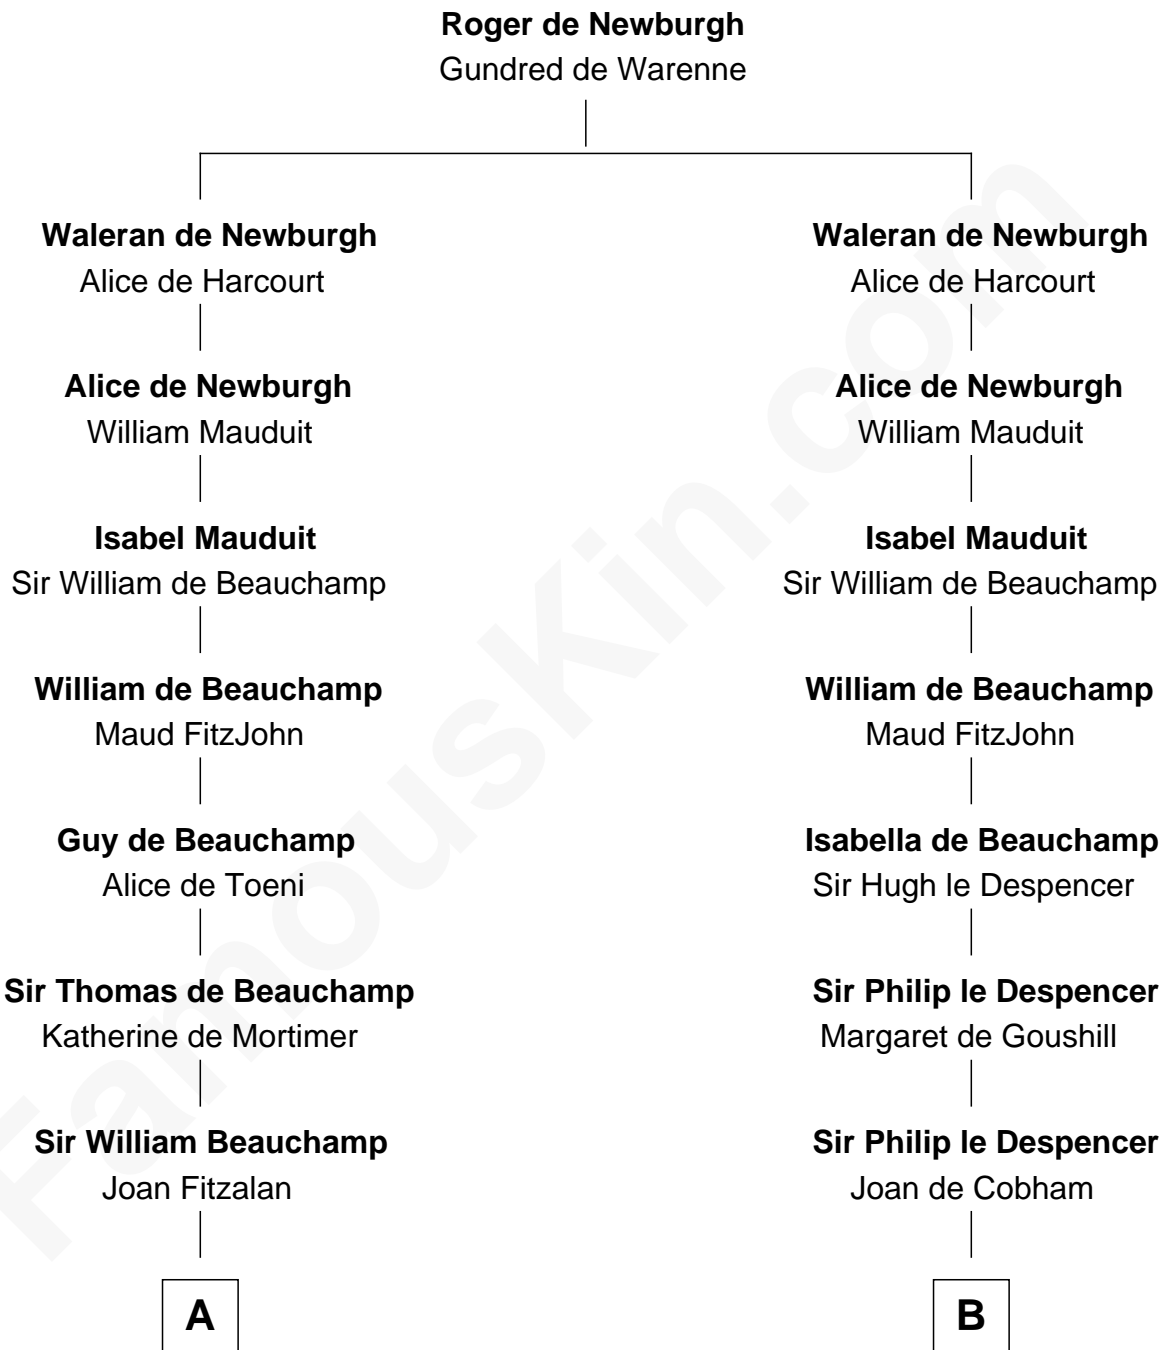 Roger de Newburgh
Gundred de Warenne
Waleran de Newburgh
Alice de Harcourt
Waleran de Newburgh
Alice de Harcourt
Alice de Newburgh
William Mauduit
Alice de Newburgh
William Mauduit
Isabel Mauduit
Sir William de Beauchamp
Isabel Mauduit
Sir William de Beauchamp
William de Beauchamp
Maud FitzJohn
William de Beauchamp
Maud FitzJohn
Guy de Beauchamp
Alice de Toeni
Isabella de Beauchamp
Sir Hugh le Despencer
Sir Thomas de Beauchamp
Katherine de Mortimer
Sir Philip le Despencer
Margaret de Goushill
Sir William Beauchamp
Joan Fitzalan
Sir Philip le Despencer
Joan de Cobham
A
B
FamousKin.com